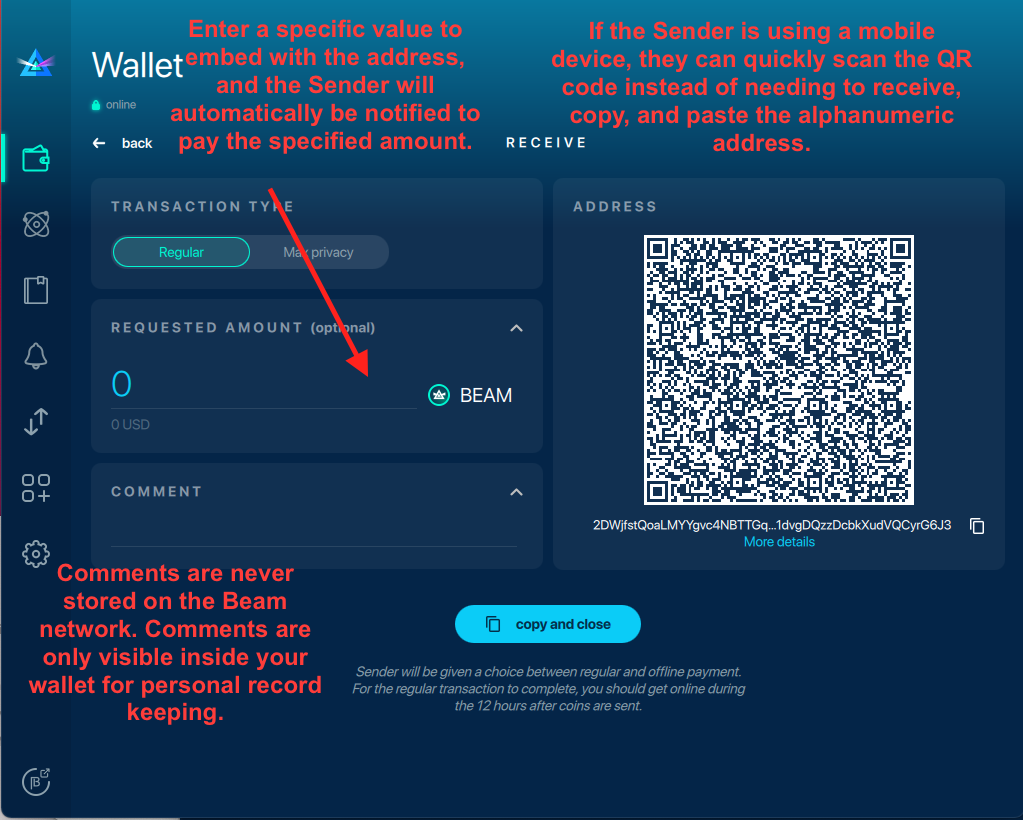 Enter a specific value to
embed with the address,
and the Sender will
automatically be notified to
pay the specified amount.
If the Sender is using a mobile
device, they can quickly scan the QR
code instead of needing to receive,
copy, and paste the alphanumeric
address.
Wallet
online
back
RECEIVE
TRANSACTION TYPE
Regular
Max privacy
REQUESTED AMOUNT (optional)
0
BEAM
0 USD
COMMENT
ADDRESS
2DWjfstQoaLMYYgvc4NBTTGq...1dvgDQzzDcbkXudVQCyrG6J3
More details
Comments are never
stored on the Beam
network. Comments are
only visible inside your
wallet for personal record
keeping.
copy and close
Sender will be given a choice between regular and offline payment.
For the regular transaction to complete, you should get online during
the 12 hours after coins are sent.